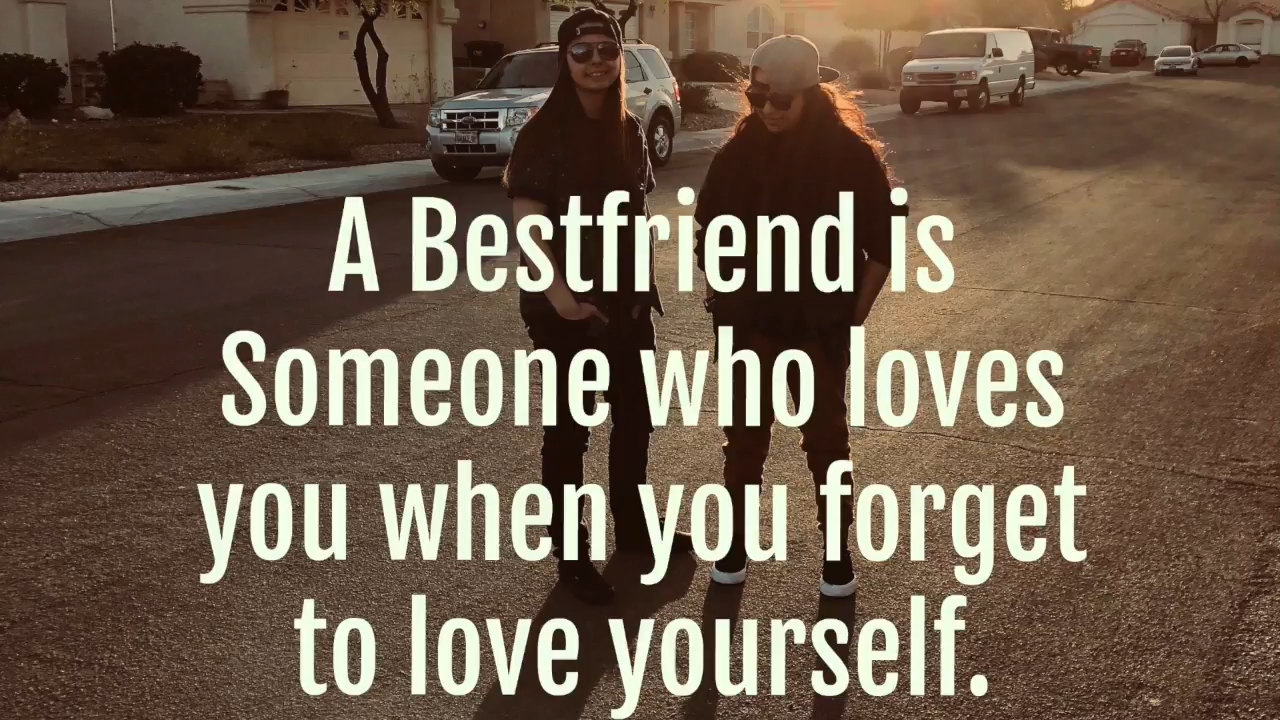 A Bestfriend is
Someone who loves
you when you forget
to love yourself.